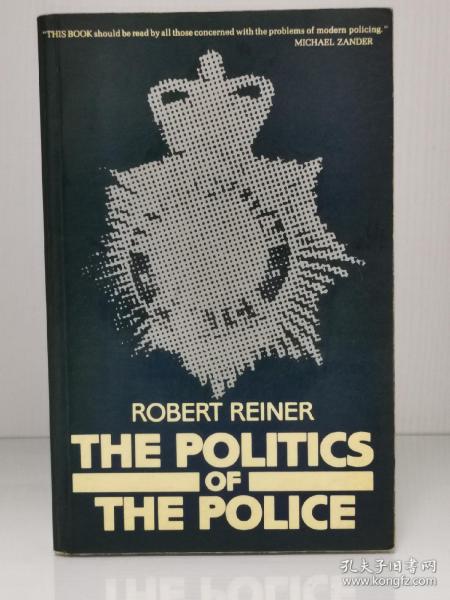 "THIS BOOK should be read by all those concerned with the problems of modern policing."
MICHAEL ZANDER
ROBERT REINER
THE POLITICS
OF
THE POLICE
孔夫子旧书网
www.kongfz.com